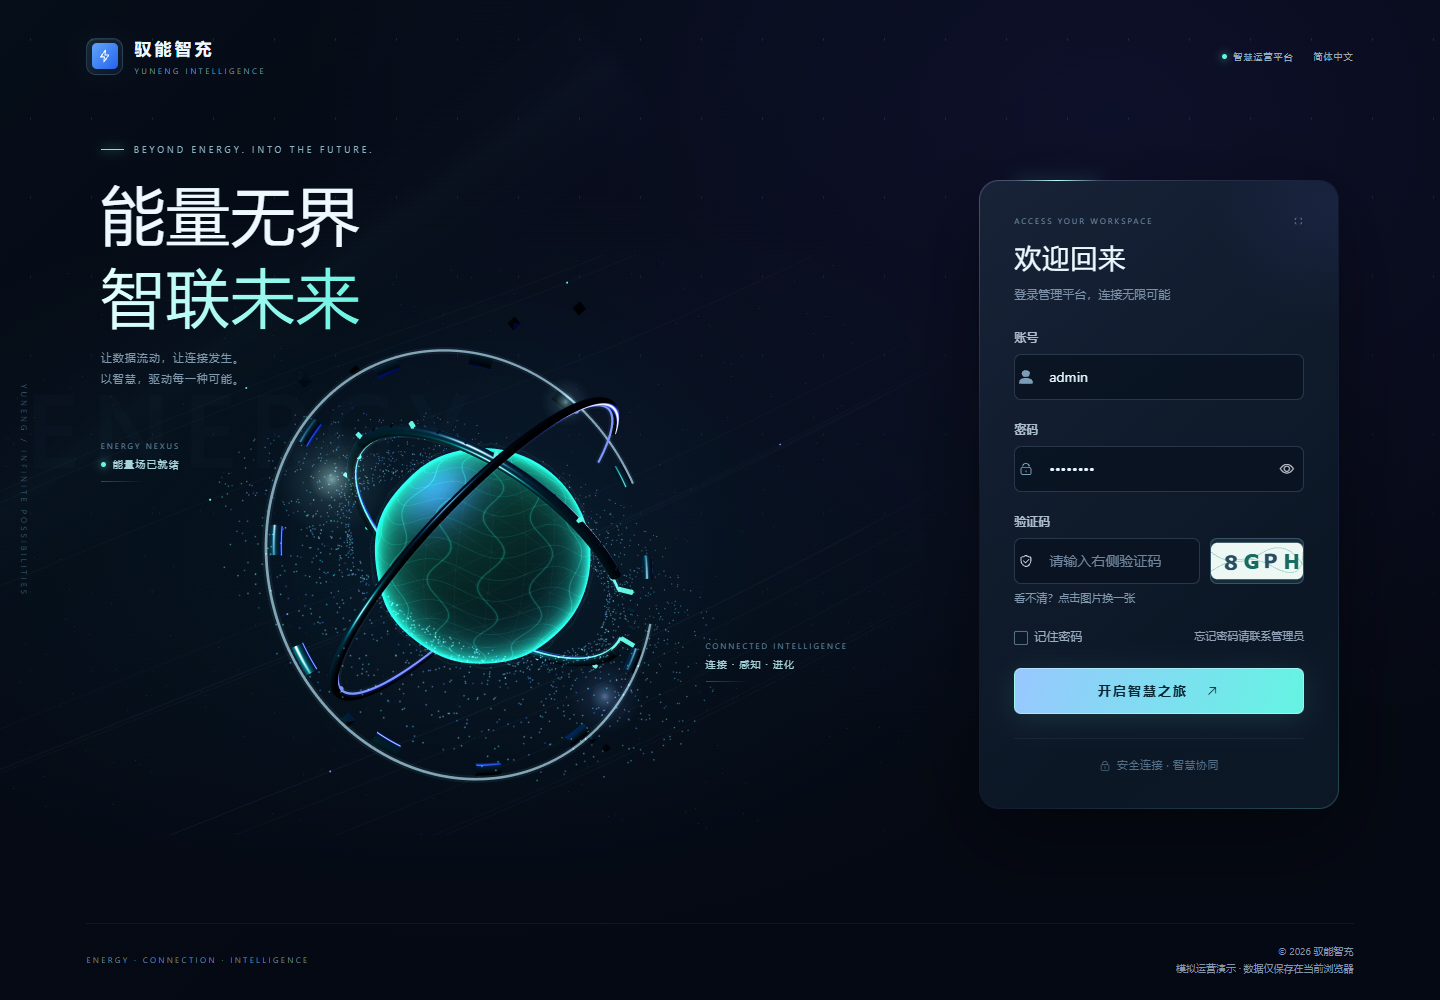 驭能智充
YUNENG INTELLIGENCE
智慧运营平台
简体中文
BEYOND ENERGY. INTO THE FUTURE.
能量无界
智联未来
让数据流动，让连接发生。
以智慧，驱动每一种可能。
YUNENG / INFINITE POSSIBILITIES
ENERGY
ENERGY NEXUS
能量场已就绪
CONNECTED INTELLIGENCE
连接 · 感知 · 进化
ACCESS YOUR WORKSPACE
欢迎回来
登录管理平台，连接无限可能
账号
admin
密码
••••••••
验证码
请输入右侧验证码
8GPH
看不清？点击图片换一张
记住密码
忘记密码请联系管理员
开启智慧之旅
安全连接 · 智慧协同
ENERGY · CONNECTION · INTELLIGENCE
© 2026 驭能智充
模拟运营演示 · 数据仅保存在当前浏览器